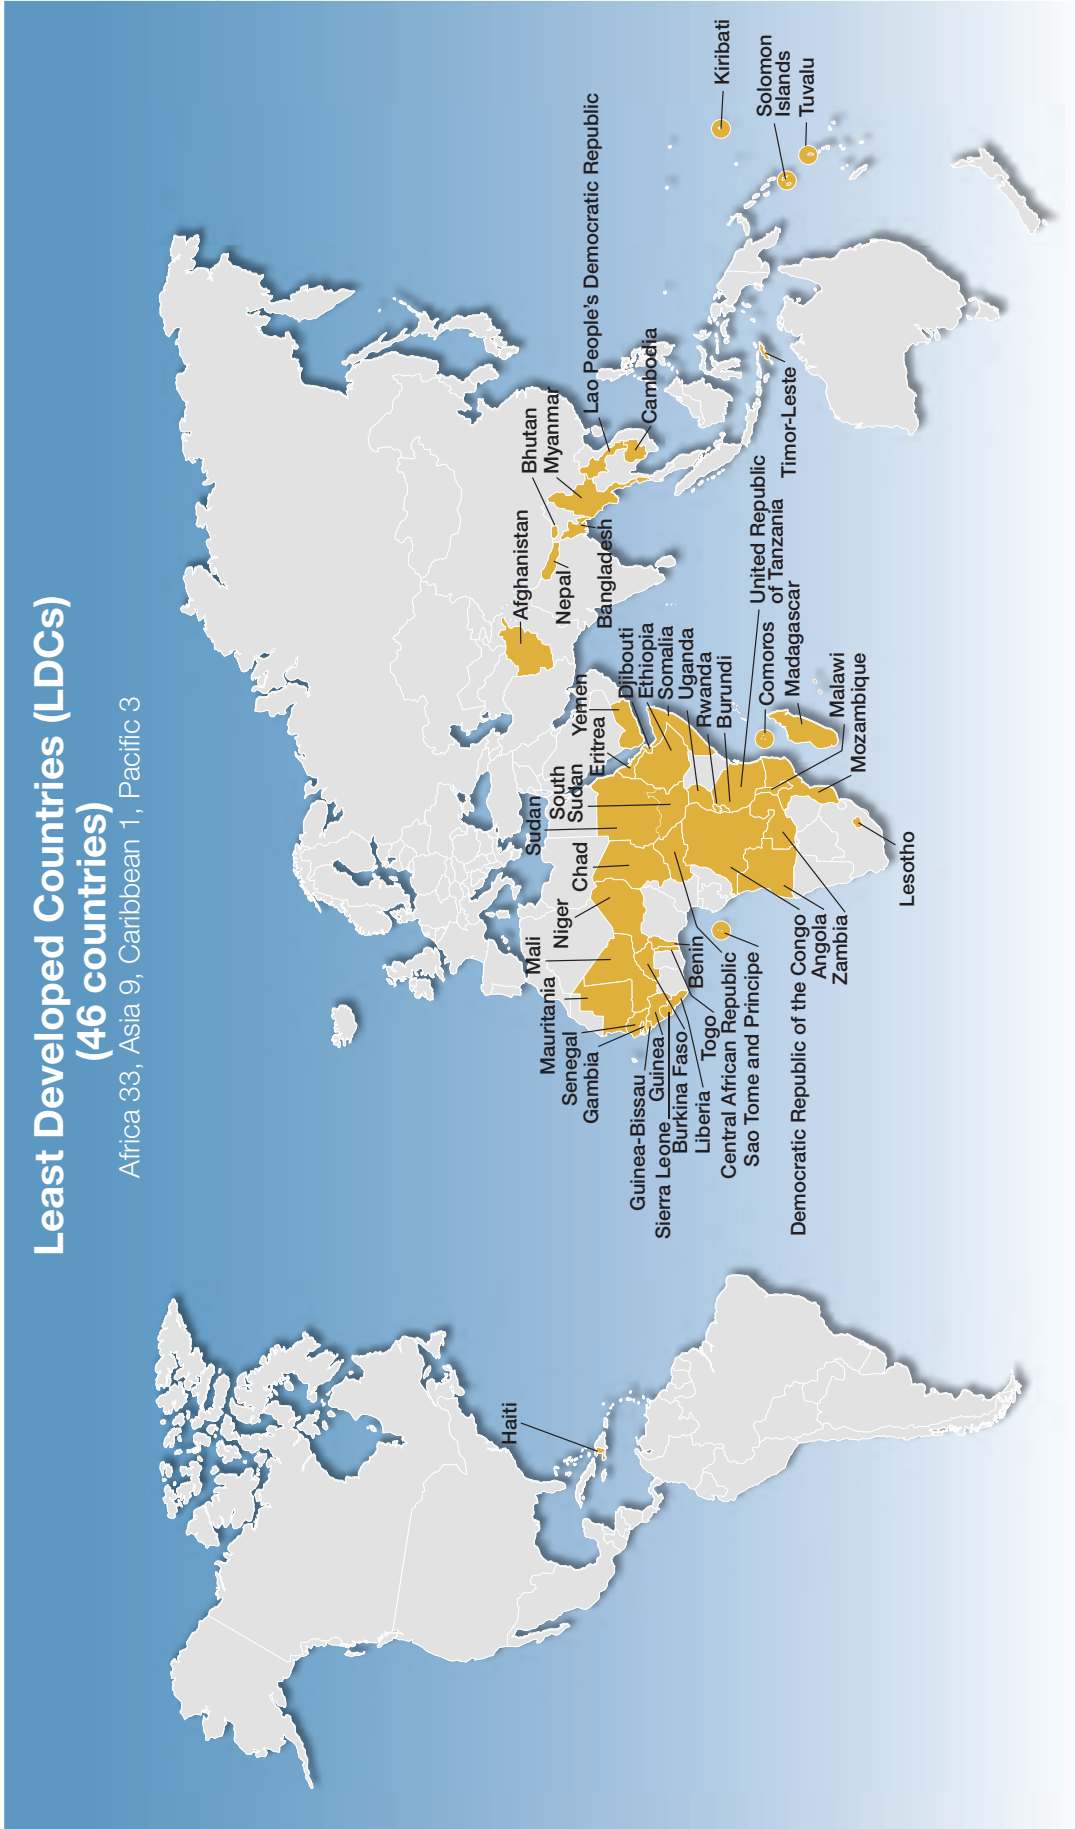 Least Developed Countries (LDCs)
(46 countries)
Africa 33, Asia 9, Caribbean 1, Pacific 3
Haiti
Mauritania
Senegal
Gambia
Guinea-Bissau
Guinea
Sierra Leone
Burkina Faso
Liberia
Togo
Benin
Central African Republic
Sao Tome and Principe
Democratic Republic of the Congo
Angola
Zambia
Mali
Niger
Chad
Sudan
South
Sudan
Eritrea
Yemen
Djibouti
Ethiopia
Somalia
Uganda
Rwanda
Burundi
United Republic
of Tanzania
Comoros
Madagascar
Malawi
Mozambique
Lesotho
Afghanistan
Nepal
Bangladesh
Bhutan
Myanmar
Lao People's Democratic Republic
Cambodia
Timor-Leste
Kiribati
Solomon
Islands
Tuvalu